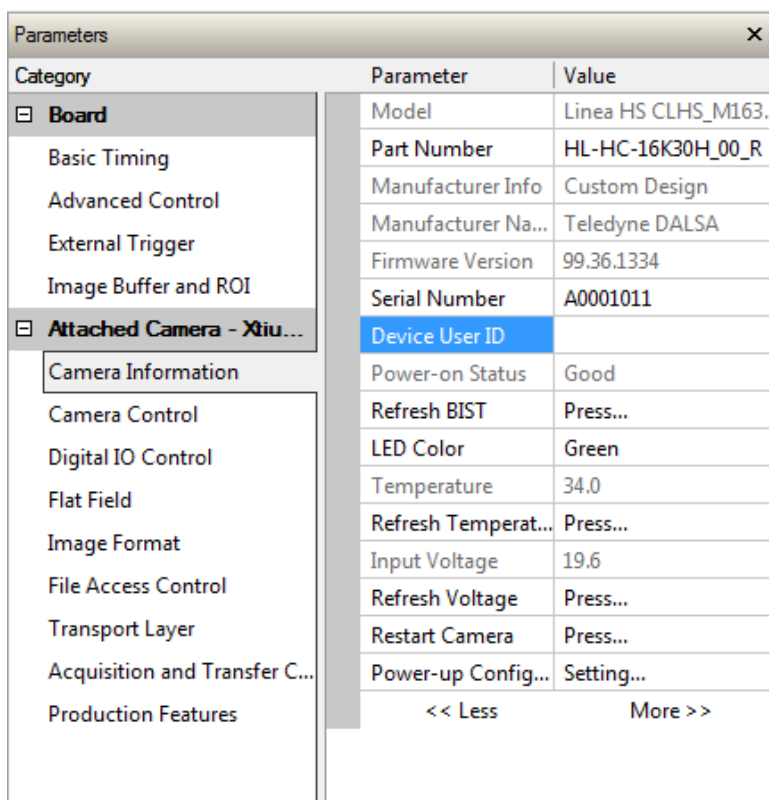 Parameters
Category Parameter Value
Board
Basic Timing
Advanced Control
External Trigger
Image Buffer and ROI
Attached Camera - Xtiu...
Camera Information
Camera Control
Digital IO Control
Flat Field
Image Format
File Access Control
Transport Layer
Acquisition and Transfer C...
Production Features
Model Linea HS CLHS_M163.
Part Number HL-HC-16K30H_00_R
Manufacturer Info Custom Design
Manufacturer Na... Teledyne DALSA
Firmware Version 99.36.1334
Serial Number A0001011
Device User ID
Power-on Status Good
Refresh BIST Press...
LED Color Green
Temperature 34.0
Refresh Temperat... Press...
Input Voltage 19.6
Refresh Voltage Press...
Restart Camera Press...
Power-up Config... Setting...
<< Less More >>